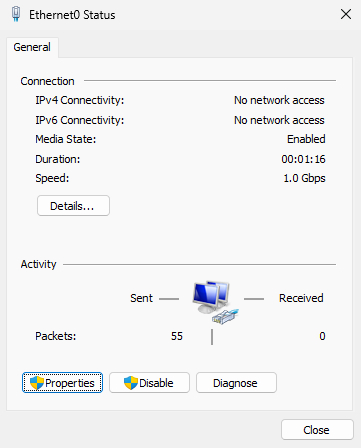 Ethernet0 Status
General
Connection
IPv4 Connectivity: No network access
IPv6 Connectivity: No network access
Media State: Enabled
Duration: 00:01:16
Speed: 1.0 Gbps
Details...
Activity
Sent Received
Packets: 55 0
Properties Disable Diagnose
Close